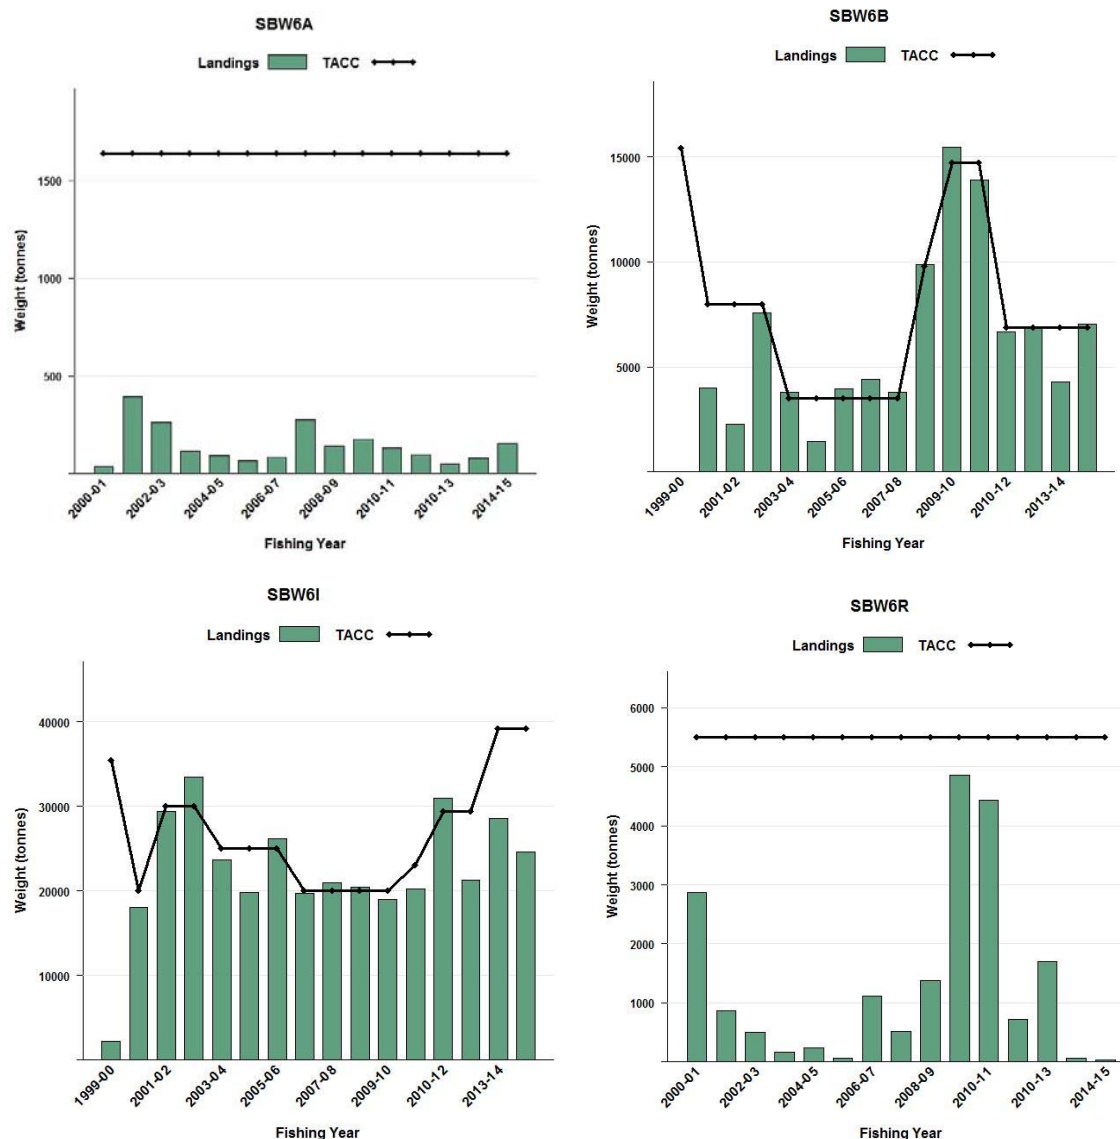 SBW6A
Landings TACC
1500
1000
500
Weight (tonnes)
2000-01 2002-03 2004-05 2006-07 2008-09 2010-11 2010-13 2014-15
Fishing Year
SBW6B
Landings TACC
15000
10000
5000
Weight (tonnes)
1999-00 2001-02 2003-04 2005-06 2007-08 2009-10 2010-12 2013-14
Fishing Year
SBW6I
Landings TACC
40000
30000
20000
10000
Weight (tonnes)
1999-00 2001-02 2003-04 2005-06 2007-08 2009-10 2010-12 2013-14
Fishing Year
SBW6R
Landings TACC
6000
5000
4000
3000
2000
1000
Weight (tonnes)
2000-01 2002-03 2004-05 2006-07 2008-09 2010-11 2010-13 2014-15
Fishing Year